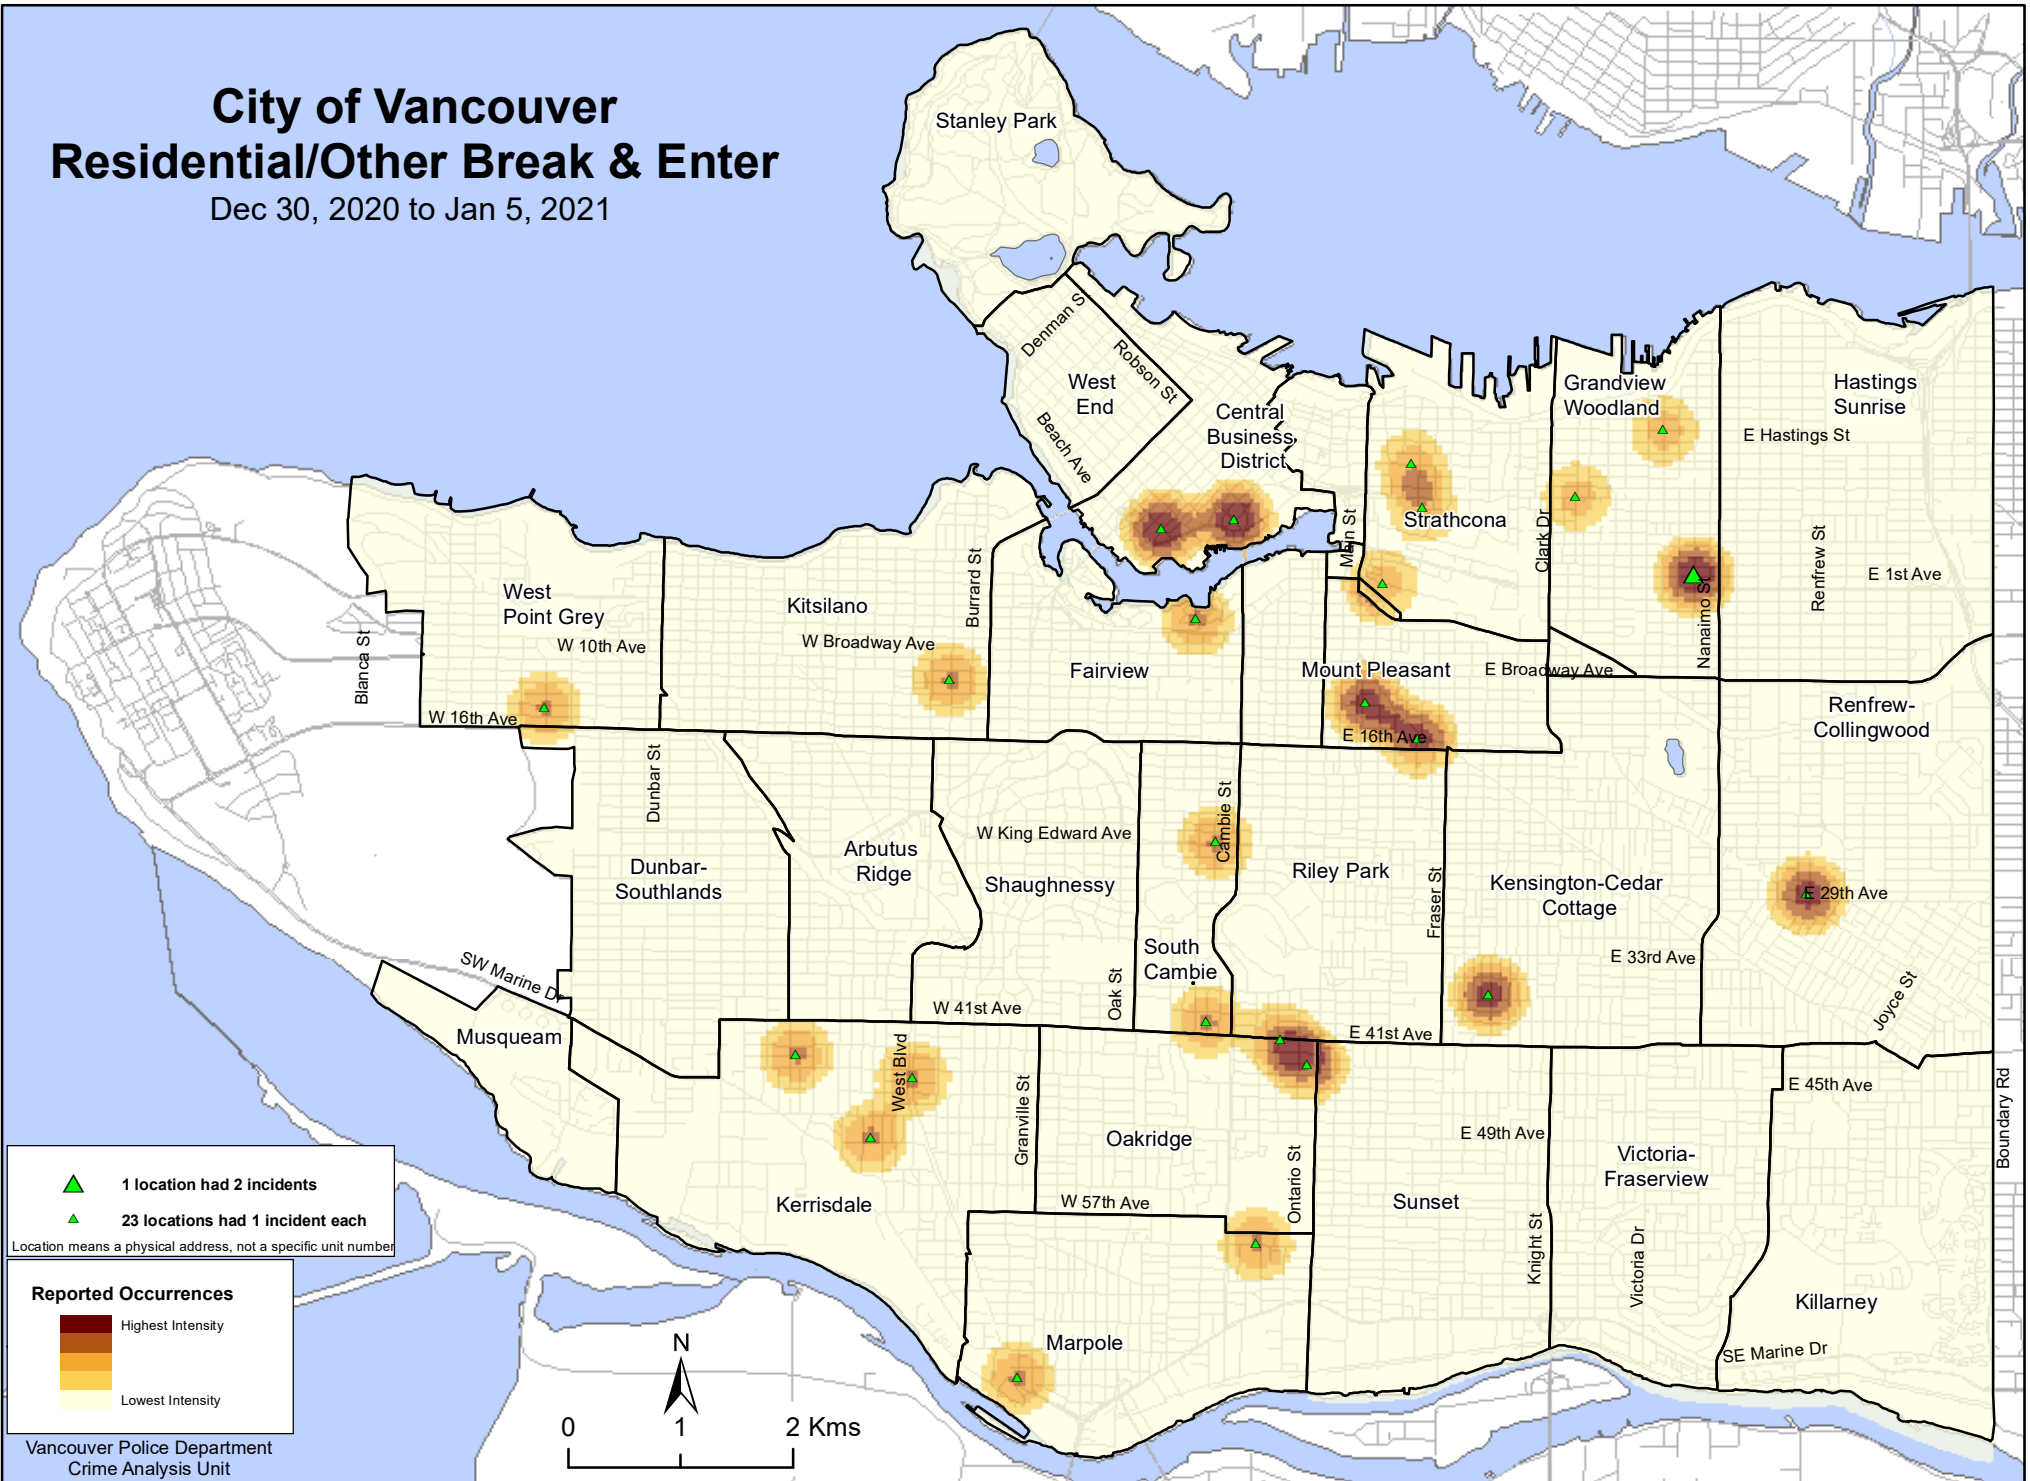 City of Vancouver
Residential/Other Break & Enter
Dec 30, 2020 to Jan 5, 2021
Stanley Park
Denman S
Robson St
West
End
Beach Ave
Central
Business
District
Grandview
Woodland
Hastings
Sunrise
E Hastings St
Main St
Strathcona
Clark Dr
Renfrew St
E 1st Ave
Nanaimo St
Burrard St
West
Point Grey
Kitsilano
W 10th Ave
W Broadway Ave
Blanca St
Fairview
Mount Pleasant
E Broadway Ave
W 16th Ave
E 16th Ave
Renfrew-
Collingwood
Dunbar St
Cambie St
W King Edward Ave
Arbutus
Ridge
Dunbar-
Southlands
Shaughnessy
Riley Park
Fraser St
Kensington-Cedar
Cottage
E 29th Ave
South
Cambie
E 33rd Ave
SW Marine Dr
Oak St
W 41st Ave
E 41st Ave
Joyce St
Musqueam
West Blvd
Granville St
E 45th Ave
Boundary Rd
Oakridge
E 49th Ave
Victoria-
Fraserview
Ontario St
Kerrisdale
W 57th Ave
Sunset
Knight St
Victoria Dr
Killarney
Marpole
SE Marine Dr
1 location had 2 incidents
23 locations had 1 incident each
Location means a physical address, not a specific unit number
Reported Occurrences
Highest Intensity
Lowest Intensity
Vancouver Police Department
Crime Analysis Unit
N
0 1 2 Kms